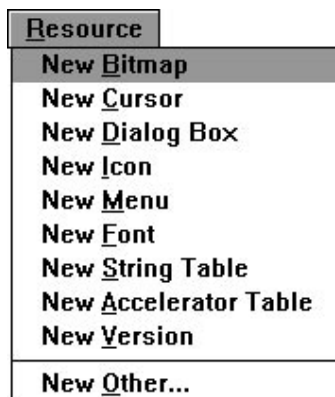 Resource
New Bitmap
New Cursor
New Dialog Box
New Icon
New Menu
New Font
New String Table
New Accelerator Table
New Version
New Other...